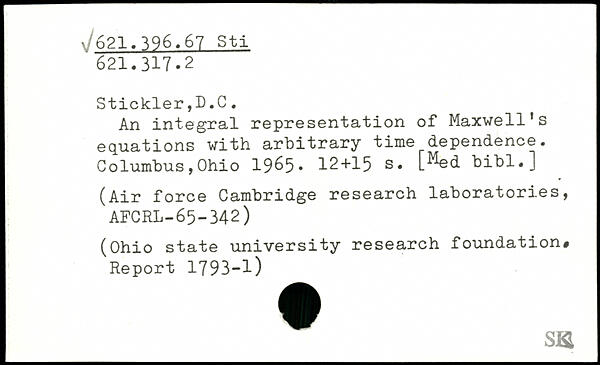 √621.396.67 Sti
621.317.2
Stickler,D.C.
An integral representation of Maxwell's
equations with arbitrary time dependence.
Columbus,Ohio 1965. 12+15 s. [Med bibl.]
(Air force Cambridge research laboratories,
AFCRL-65-342)
(Ohio state university research foundation.
Report 1793-1)
SK